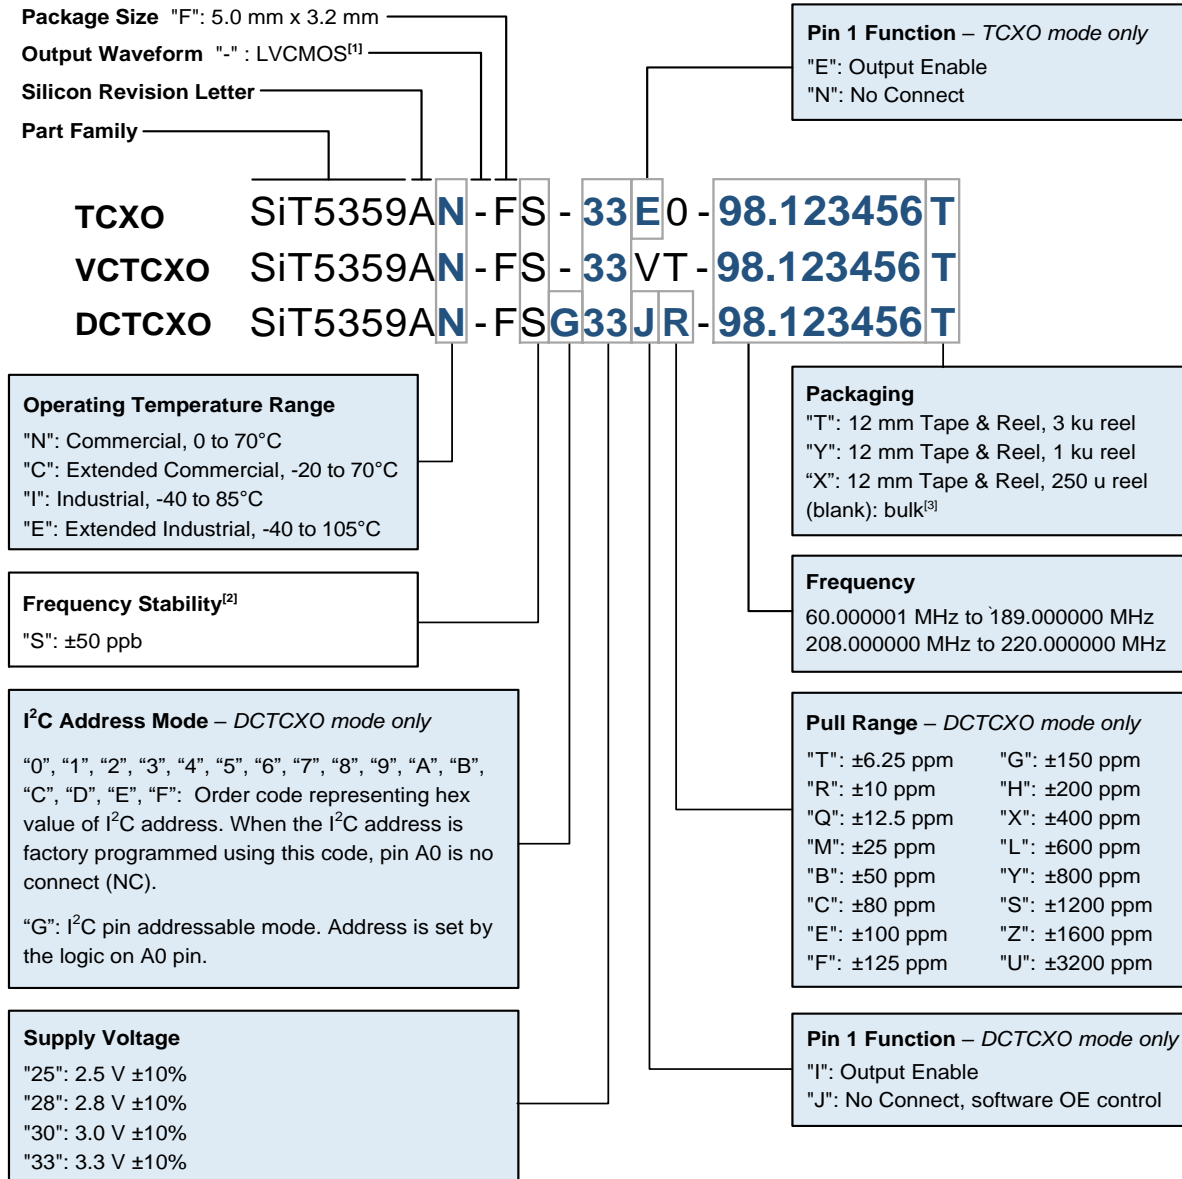 Package Size "F": 5.0 mm x 3.2 mm
Output Waveform "-" : LVCMOS[1]
Silicon Revision Letter
Part Family
Pin 1 Function – TCXO mode only
"E": Output Enable
"N": No Connect
TCXO SiT5359AN-FS-33E0-98.123456T
VCTCXO SiT5359AN-FS-33VT-98.123456T
DCTCXO SiT5359AN-FSG33JR-98.123456T
Operating Temperature Range
"N": Commercial, 0 to 70°C
"C": Extended Commercial, -20 to 70°C
"I": Industrial, -40 to 85°C
"E": Extended Industrial, -40 to 105°C
Frequency Stability[2]
"S": ±50 ppb
I2C Address Mode – DCTCXO mode only
“0”, “1”, “2”, “3”, “4”, “5”, “6”, “7”, “8”, “9”, “A”, “B”,
“C”, “D”, “E”, “F”: Order code representing hex
value of I2C address. When the I2C address is
factory programmed using this code, pin A0 is no
connect (NC).
“G”: I2C pin addressable mode. Address is set by
the logic on A0 pin.
Supply Voltage
"25": 2.5 V ±10%
"28": 2.8 V ±10%
"30": 3.0 V ±10%
"33": 3.3 V ±10%
Packaging
"T": 12 mm Tape & Reel, 3 ku reel
"Y": 12 mm Tape & Reel, 1 ku reel
“X”: 12 mm Tape & Reel, 250 u reel
(blank): bulk[3]
Frequency
60.000001 MHz to `189.000000 MHz
208.000000 MHz to 220.000000 MHz
Pull Range – DCTCXO mode only
"T": ±6.25 ppm "G": ±150 ppm
"R": ±10 ppm "H": ±200 ppm
"Q": ±12.5 ppm "X": ±400 ppm
"M": ±25 ppm "L": ±600 ppm
"B": ±50 ppm "Y": ±800 ppm
"C": ±80 ppm "S": ±1200 ppm
"E": ±100 ppm "Z": ±1600 ppm
"F": ±125 ppm "U": ±3200 ppm
Pin 1 Function – DCTCXO mode only
"I": Output Enable
"J": No Connect, software OE control